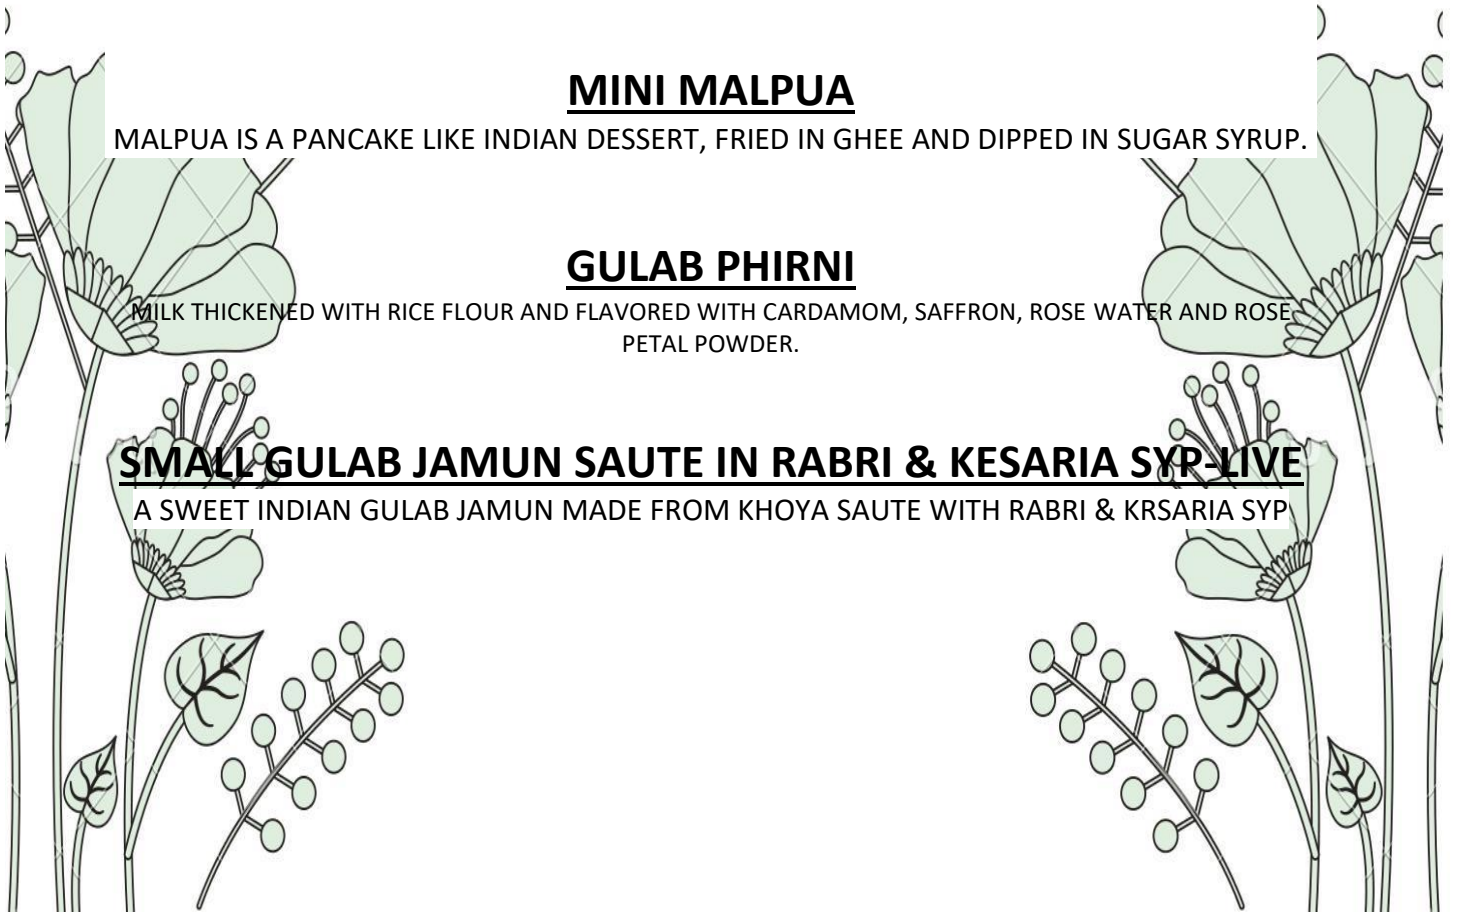 MINI MALPUA
MALPUA IS A PANCAKE LIKE INDIAN DESSERT, FRIED IN GHEE AND DIPPED IN SUGAR SYRUP.
GULAB PHIRNI
MILK THICKENED WITH RICE FLOUR AND FLAVORED WITH CARDAMOM, SAFFRON, ROSE WATER AND ROSE
PETAL POWDER.
SMALL GULAB JAMUN SAUTE IN RABRI & KESARIA SYP-LIVE
A SWEET INDIAN GULAB JAMUN MADE FROM KHOYA SAUTE WITH RABRI & KRSARIA SYP